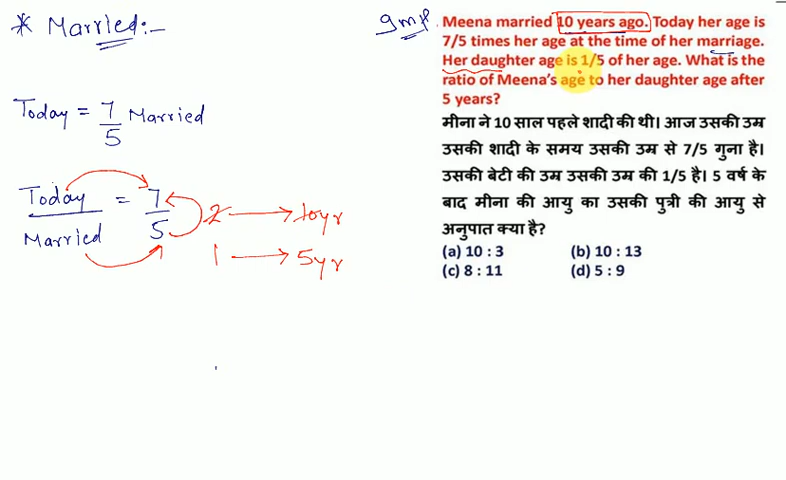 * Married:-
Today = 7/5 Married
Today/Married = 7/5
2 → 10yr
1 → 5yr
gmp.
Meena married 10 years ago. Today her age is
7/5 times her age at the time of her marriage.
Her daughter age is 1/5 of her age. What is the
ratio of Meena's age to her daughter age after
5 years?
मीना ने 10 साल पहले शादी की थी। आज उसकी उम्र
उसकी शादी के समय उसकी उम्र से 7/5 गुना है।
उसकी बेटी की उम्र उसकी उम्र की 1/5 है। 5 वर्ष के
बाद मीना की आयु का उसकी पुत्री की आयु से
अनुपात क्या है?
(a) 10 : 3 (b) 10 : 13
(c) 8 : 11 (d) 5 : 9